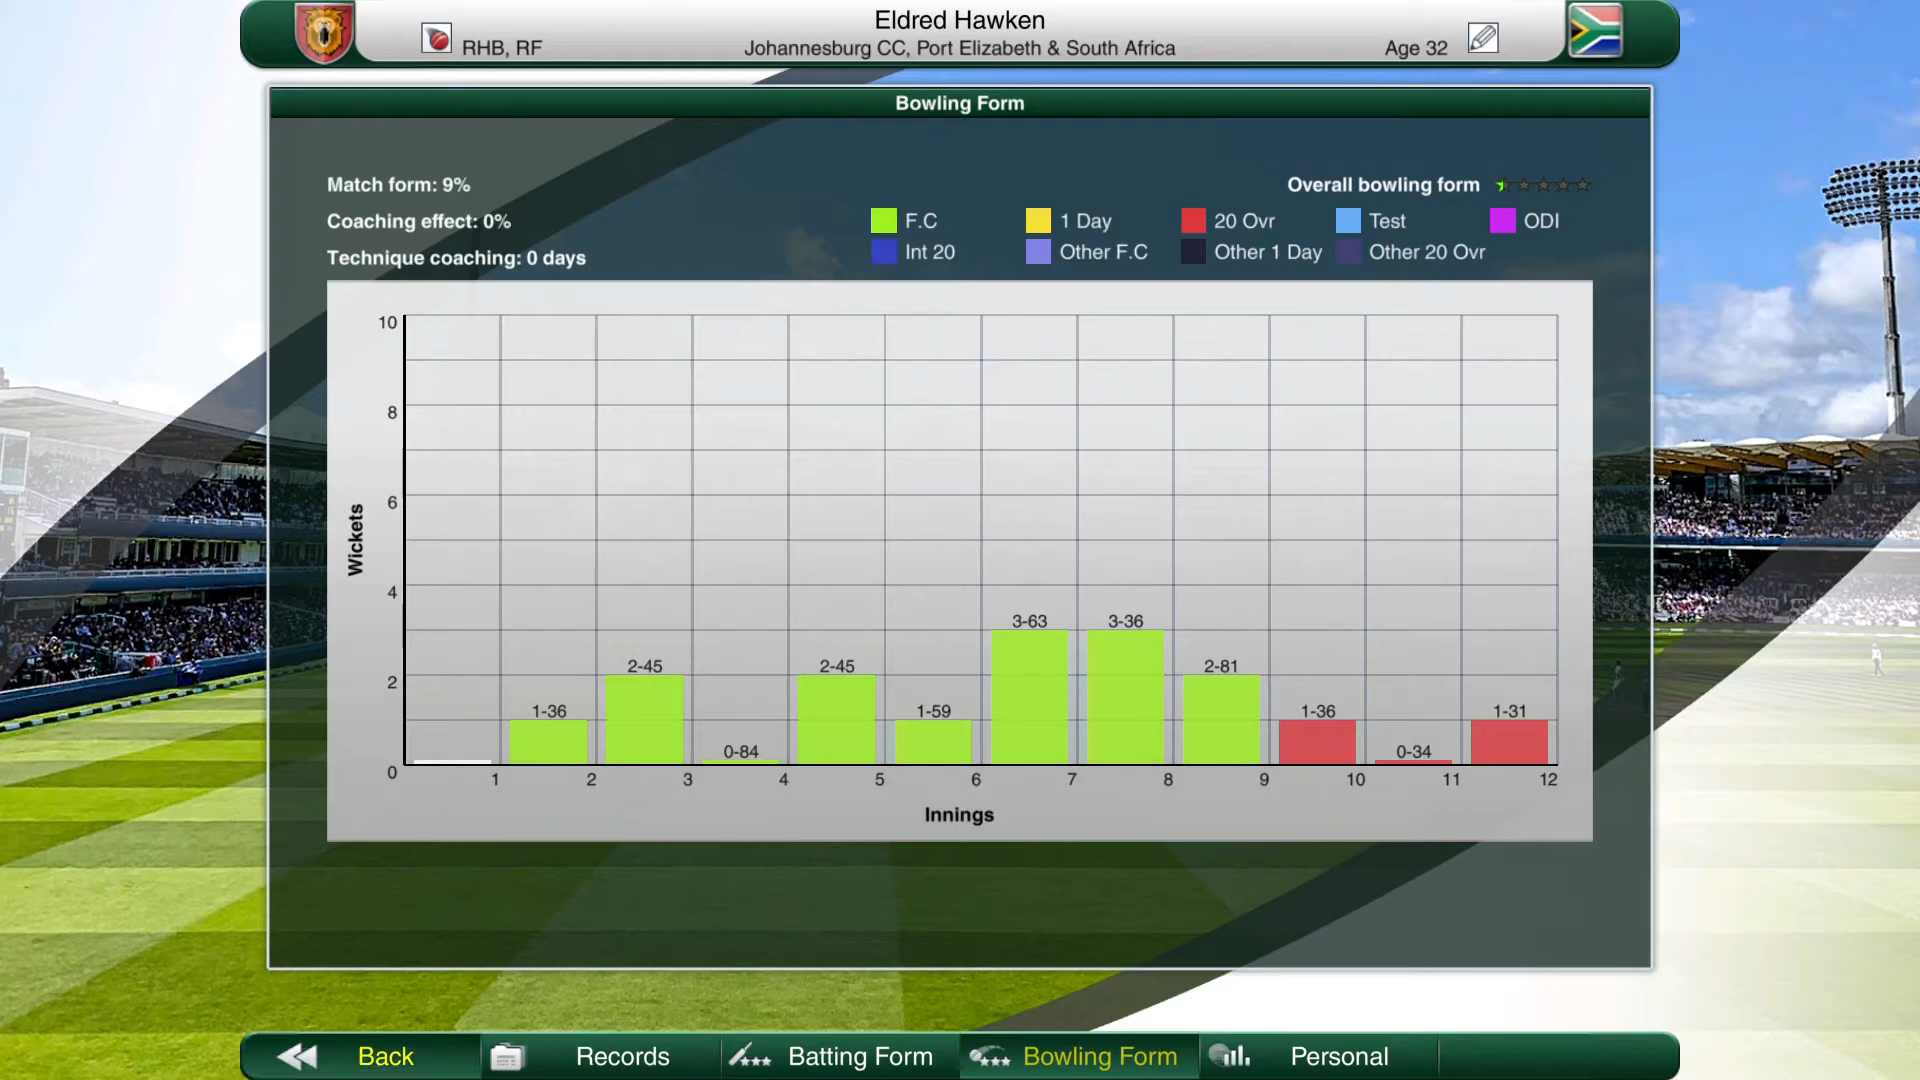 Eldred Hawken
RHB, RF
Johannesburg CC, Port Elizabeth & South Africa
Age 32
Bowling Form
Match form: 9%
Coaching effect: 0%
Technique coaching: 0 days
Overall bowling form
F.C
1 Day
20 Ovr
Test
ODI
Int 20
Other F.C
Other 1 Day
Other 20 Ovr
10
8
6
4
2
0
Wickets
1-36
2-45
0-84
2-45
1-59
3-63
3-36
2-81
1-36
0-34
1-31
1 2 3 4 5 6 7 8 9 10 11 12
Innings
Back
Records
Batting Form
Bowling Form
Personal